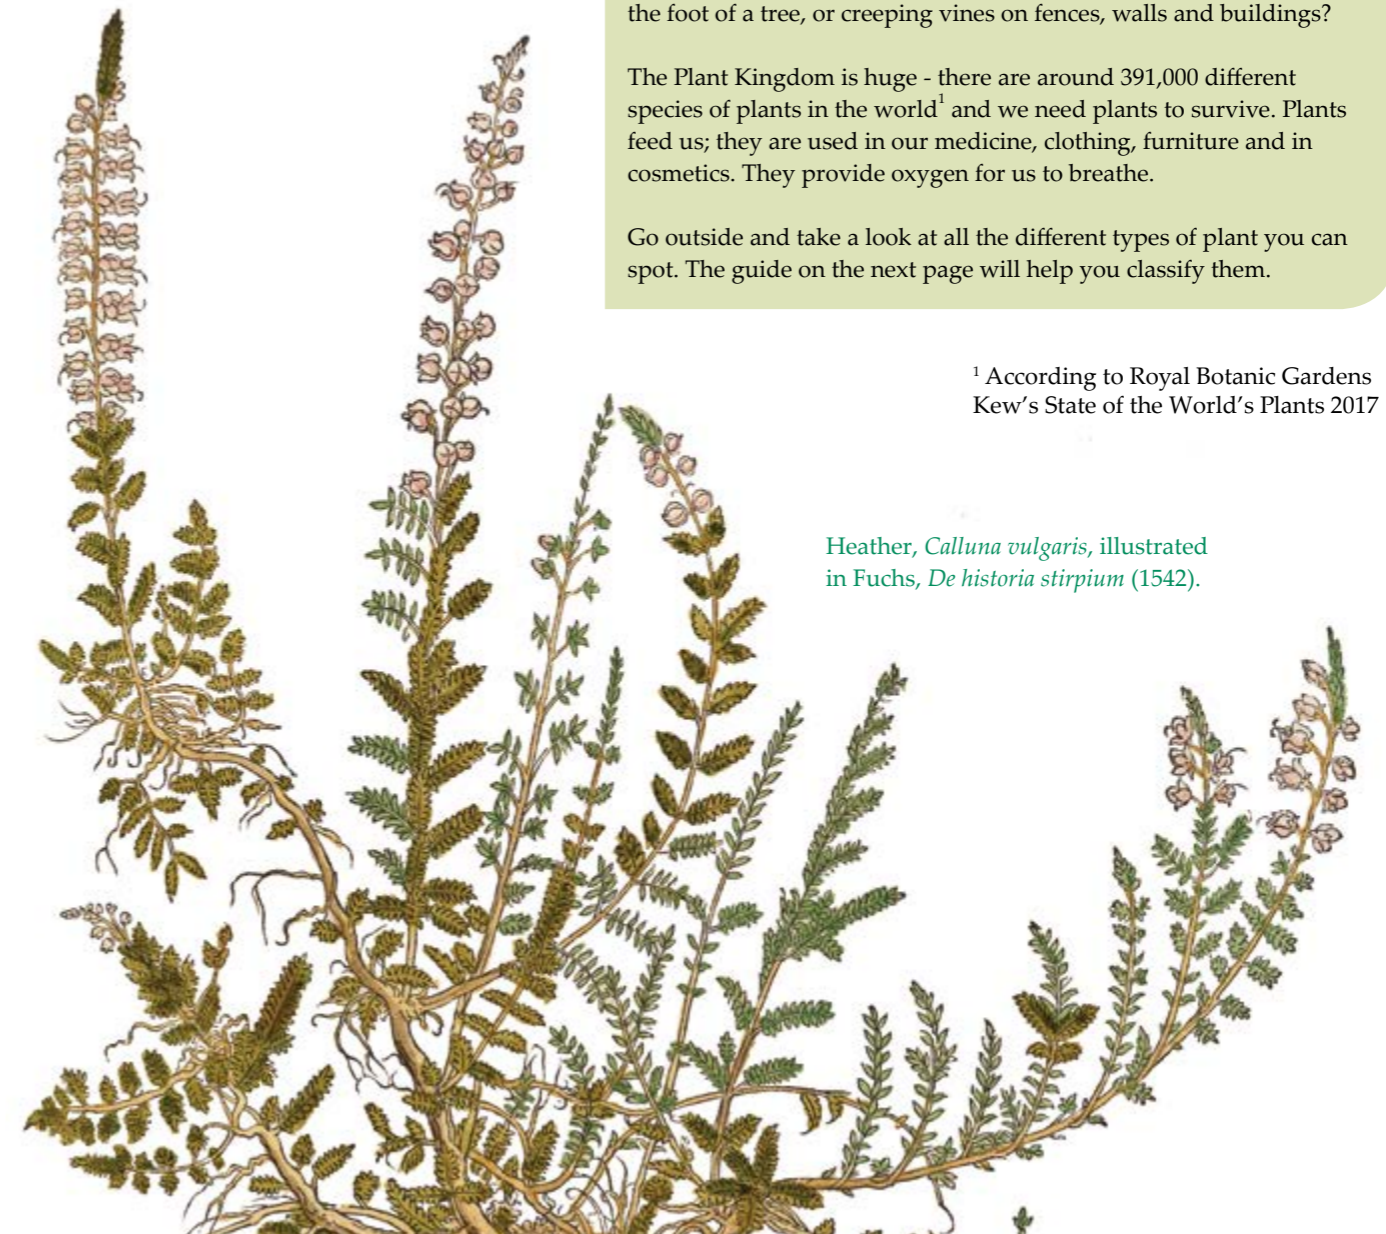 the foot of a tree, or creeping vines on fences, walls and buildings?
The Plant Kingdom is huge - there are around 391,000 different
species of plants in the world¹ and we need plants to survive. Plants
feed us; they are used in our medicine, clothing, furniture and in
cosmetics. They provide oxygen for us to breathe.
Go outside and take a look at all the different types of plant you can
spot. The guide on the next page will help you classify them.
¹ According to Royal Botanic Gardens
Kew’s State of the World’s Plants 2017
Heather, Calluna vulgaris, illustrated
in Fuchs, De historia stirpium (1542).